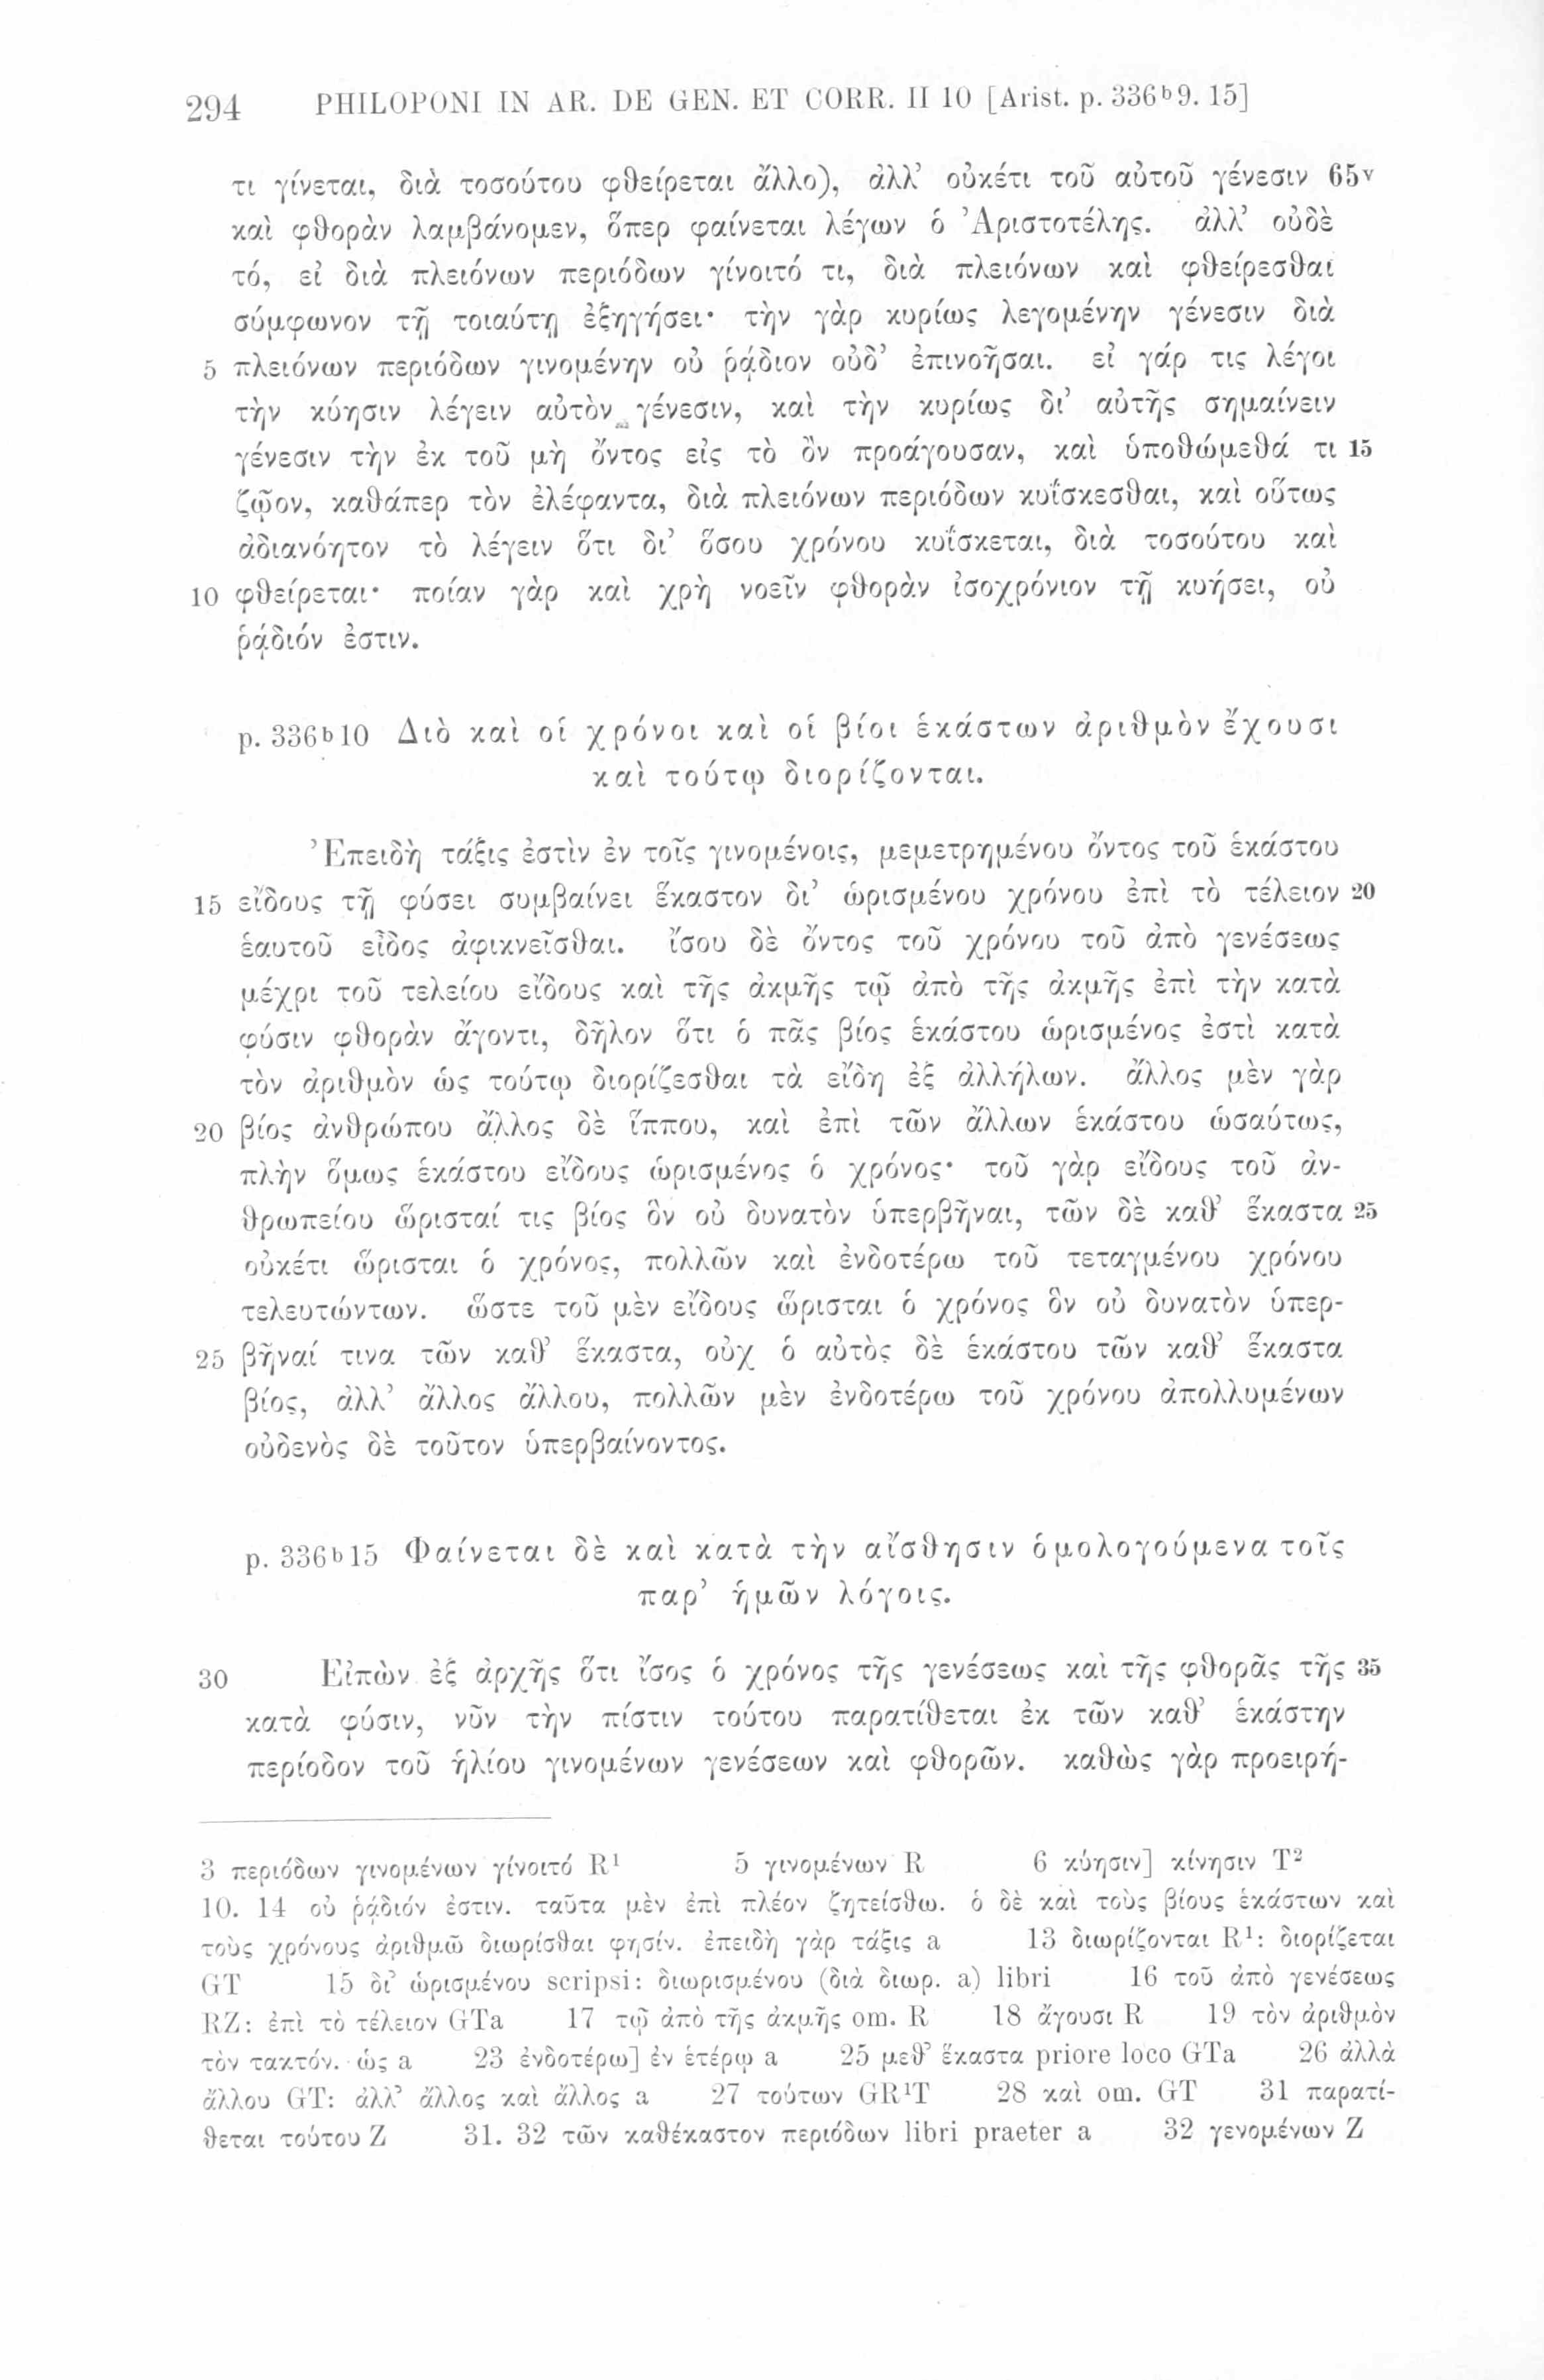 294 PHILOPONI IN AR. DE GEN. ET CORR. II 10 [Arist. p. 336ᵇ9. 15]
τι γίνεται, διὰ τοσούτου φθείρεται ἄλλο), ἀλλ’ οὐκέτι τοῦ αὐτοῦ γένεσιν 65ᵛ
καὶ φθορὰν λαμβάνομεν, ὅπερ φαίνεται λέγων ὁ Ἀριστοτέλης. ἀλλ’ οὐδὲ
τό, εἰ διὰ πλειόνων περιόδων γίνοιτό τι, διὰ πλειόνων καὶ φθείρεσθαι
σύμφωνον τῇ τοιαύτῃ ἐξηγήσει· τὴν γὰρ κυρίως λεγομένην γένεσιν διὰ
5 πλειόνων περιόδων γινομένην οὐ ῥᾴδιον οὐδ’ ἐπινοῆσαι. εἰ γάρ τις λέγοι
τὴν κύησιν λέγειν αὐτὸν γένεσιν, καὶ τὴν κυρίως δι’ αὐτῆς σημαίνειν
γένεσιν τὴν ἐκ τοῦ μὴ ὄντος εἰς τὸ ὂν προάγουσαν, καὶ ὑποθώμεθά τι 15
ζῷον, καθάπερ τὸν ἐλέφαντα, διὰ πλειόνων περιόδων κυΐσκεσθαι, καὶ οὕτως
ἀδιανόητον τὸ λέγειν ὅτι δι’ ὅσου χρόνου κυΐσκεται, διὰ τοσούτου καὶ
10 φθείρεται· ποίαν γὰρ καὶ χρὴ νοεῖν φθορὰν ἰσοχρόνιον τῇ κυήσει, οὐ
ῥᾴδιόν ἐστιν.
p. 336ᵇ10 Διὸ καὶ οἱ χρόνοι καὶ οἱ βίοι ἑκάστων ἀριθμὸν ἔχουσι
καὶ τούτῳ διορίζονται.
Ἐπειδὴ τάξις ἐστὶν ἐν τοῖς γινομένοις, μεμετρημένου ὄντος τοῦ ἑκάστου
15 εἴδους τῇ φύσει συμβαίνει ἕκαστον δι’ ὡρισμένου χρόνου ἐπὶ τὸ τέλειον 20
ἑαυτοῦ εἶδος ἀφικνεῖσθαι. ἴσου δὲ ὄντος τοῦ χρόνου τοῦ ἀπὸ γενέσεως
μέχρι τοῦ τελείου εἴδους καὶ τῆς ἀκμῆς τῷ ἀπὸ τῆς ἀκμῆς ἐπὶ τὴν κατὰ
φύσιν φθορὰν ἄγοντι, δῆλον ὅτι ὁ πᾶς βίος ἑκάστου ὡρισμένος ἐστὶ κατὰ
τὸν ἀριθμὸν ὡς τούτῳ διορίζεσθαι τὰ εἴδη ἐξ ἀλλήλων. ἄλλος μὲν γὰρ
20 βίος ἀνθρώπου ἄλλος δὲ ἵππου, καὶ ἐπὶ τῶν ἄλλων ἑκάστου ὡσαύτως,
πλὴν ὅμως ἑκάστου εἴδους ὡρισμένος ὁ χρόνος· τοῦ γὰρ εἴδους τοῦ ἀν-
θρωπείου ὥρισταί τις βίος ὃν οὐ δυνατὸν ὑπερβῆναι, τῶν δὲ καθ’ ἕκαστα 25
οὐκέτι ὥρισται ὁ χρόνος, πολλῶν καὶ ἐνδοτέρω τοῦ τεταγμένου χρόνου
τελευτώντων. ὥστε τοῦ μὲν εἴδους ὥρισται ὁ χρόνος ὃν οὐ δυνατὸν ὑπερ-
25 βῆναί τινα τῶν καθ’ ἕκαστα, οὐχ ὁ αὐτὸς δὲ ἑκάστου τῶν καθ’ ἕκαστα
βίος, ἀλλ’ ἄλλος ἄλλου, πολλῶν μὲν ἐνδοτέρω τοῦ χρόνου ἀπολλυμένων
οὐδενὸς δὲ τοῦτον ὑπερβαίνοντος.
p. 336ᵇ15 Φαίνεται δὲ καὶ κατὰ τὴν αἴσθησιν ὁμολογούμενα τοῖς
παρ’ ἡμῶν λόγοις.
30 Εἰπὼν ἐξ ἀρχῆς ὅτι ἴσος ὁ χρόνος τῆς γενέσεως καὶ τῆς φθορᾶς τῆς 35
κατὰ φύσιν, νῦν τὴν πίστιν τούτου παρατίθεται ἐκ τῶν καθ’ ἑκάστην
περίοδον τοῦ ἡλίου γινομένων γενέσεων καὶ φθορῶν. καθὼς γὰρ προειρή-
3 περιόδων γινομένων γίνοιτό R¹ 5 γινομένων R 6 κύησιν] κίνησιν T²
10. 14 οὐ ῥᾴδιόν ἐστιν. ταῦτα μὲν ἐπὶ πλέον ζητείσθω. ὁ δὲ καὶ τοὺς βίους ἑκάστων καὶ
τοὺς χρόνους ἀριθμῷ διωρίσθαι φησίν. ἐπειδὴ γὰρ τάξις a 13 διωρίζονται R¹: διορίζεται
GT 15 δι’ ὡρισμένου scripsi: διωρισμένου (διὰ διωρ. a) libri 16 τοῦ ἀπὸ γενέσεως
RZ: ἐπὶ τὸ τέλειον GTa 17 τῷ ἀπὸ τῆς ἀκμῆς om. R 18 ἄγουσι R 19 τὸν ἀριθμὸν
τὸν τακτόν. ὡς a 23 ἐνδοτέρω] ἐν ἑτέρῳ a 25 μεθ’ ἕκαστα priore loco GTa 26 ἀλλὰ
ἄλλου GT: ἀλλ’ ἄλλος καὶ ἄλλος a 27 τούτων GR¹T 28 καὶ om. GT 31 παρατί-
θεται τούτου Z 31. 32 τῶν καθέκαστον περιόδων libri praeter a 32 γενομένων Z